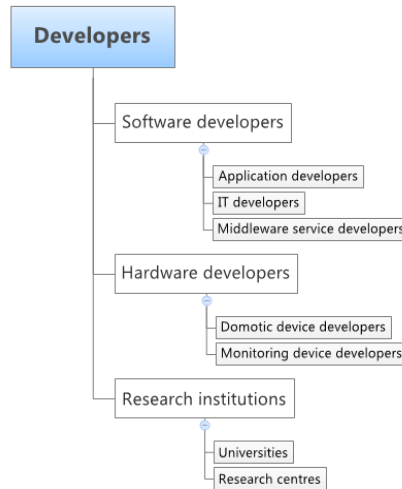 Developers
Software developers
Application developers
IT developers
Middleware service developers
Hardware developers
Domotic device developers
Monitoring device developers
Research institutions
Universities
Research centres